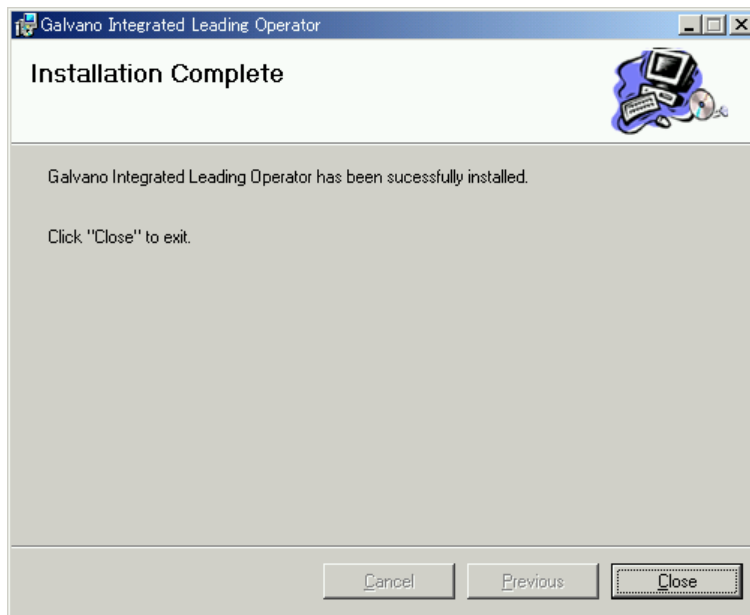 Galvano Integrated Leading Operator
Installation Complete
Galvano Integrated Leading Operator has been sucessfully installed.
Click "Close" to exit.
Cancel
Previous
Close